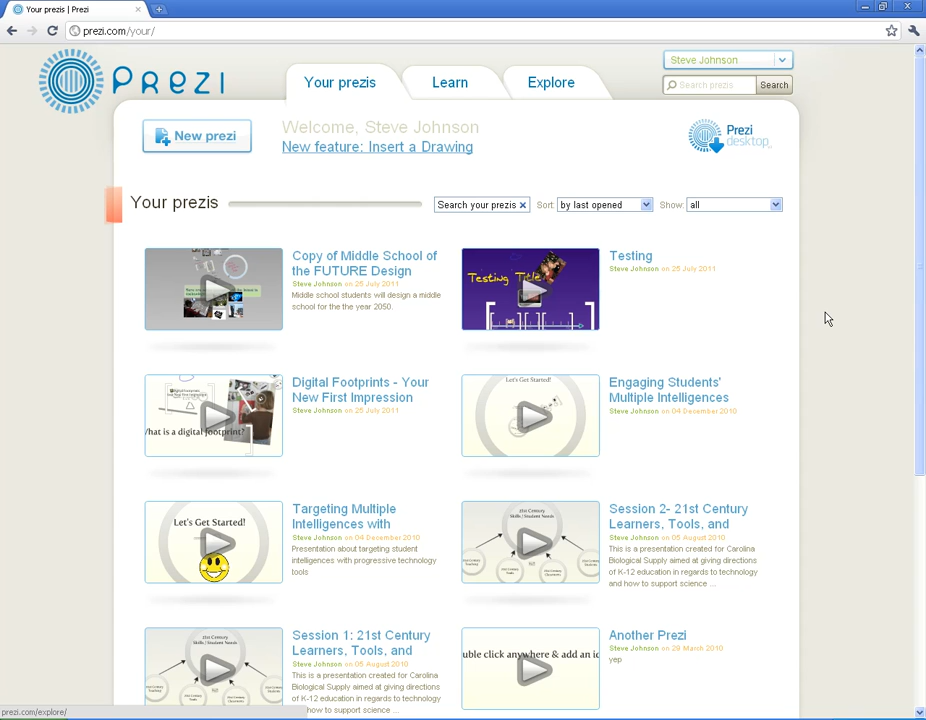 Your prezis | Prezi
prezi.com/your/
PREZI
Your prezis
Learn
Explore
Steve Johnson
Search prezis
Search
New prezi
Welcome, Steve Johnson
New feature: Insert a Drawing
Prezi
desktop
Your prezis
Search your prezis ×
Sort: by last opened
Show: all
Copy of Middle School of
the FUTURE Design
Steve Johnson on 25 July 2011
Middle school students will design a middle
school for the the year 2050.
Testing Title
Testing
Steve Johnson on 25 July 2011
What is a digital footprint?
Digital Footprints - Your
New First Impression
Steve Johnson on 25 July 2011
Let's Get Started!
Engaging Students'
Multiple Intelligences
Steve Johnson on 04 December 2010
Let's Get Started!
Targeting Multiple
Intelligences with
Steve Johnson on 04 December 2010
Presentation about targeting student
intelligences with progressive technology
tools
21st Century
Skills / Student Needs
Session 2- 21st Century
Learners, Tools, and
Steve Johnson on 05 August 2010
This is a presentation created for Carolina
Biological Supply aimed at giving directions
of K-12 education in regards to technology
and how to support science ...
21st Century
Skills / Student Needs
Session 1: 21st Century
Learners, Tools, and
Steve Johnson on 05 August 2010
This is a presentation created for Carolina
Biological Supply aimed at giving directions
of K-12 education in regards to technology
how to support science ...
uble click anywhere & add an id
Another Prezi
Steve Johnson on 28 March 2010
yep
prezi.com/explore/